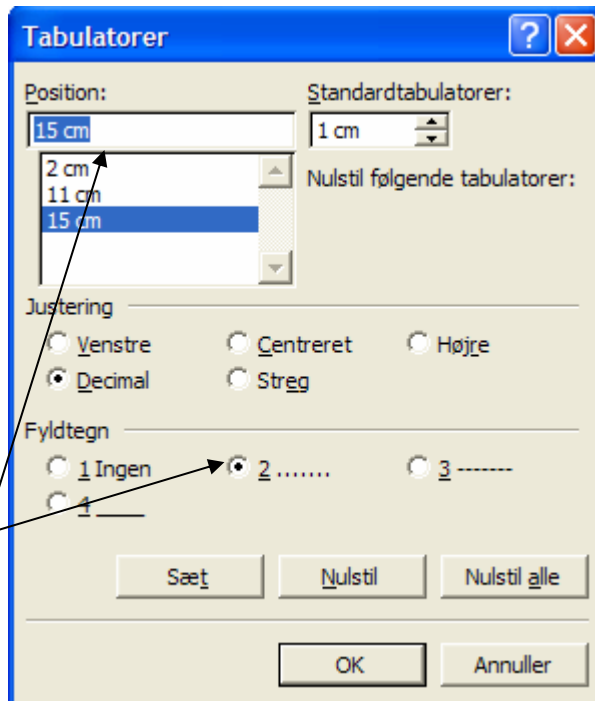 Tabulatorer
Position: Standardtabulatorer:
15 cm 1 cm
2 cm
11 cm
15 cm
Nulstil følgende tabulatorer:
Justering
Venstre Centreret Højre
Decimal Streg
Fyldtegn
1 Ingen 2 ....... 3 -------
4 ____
Sæt Nulstil Nulstil alle
OK Annuller